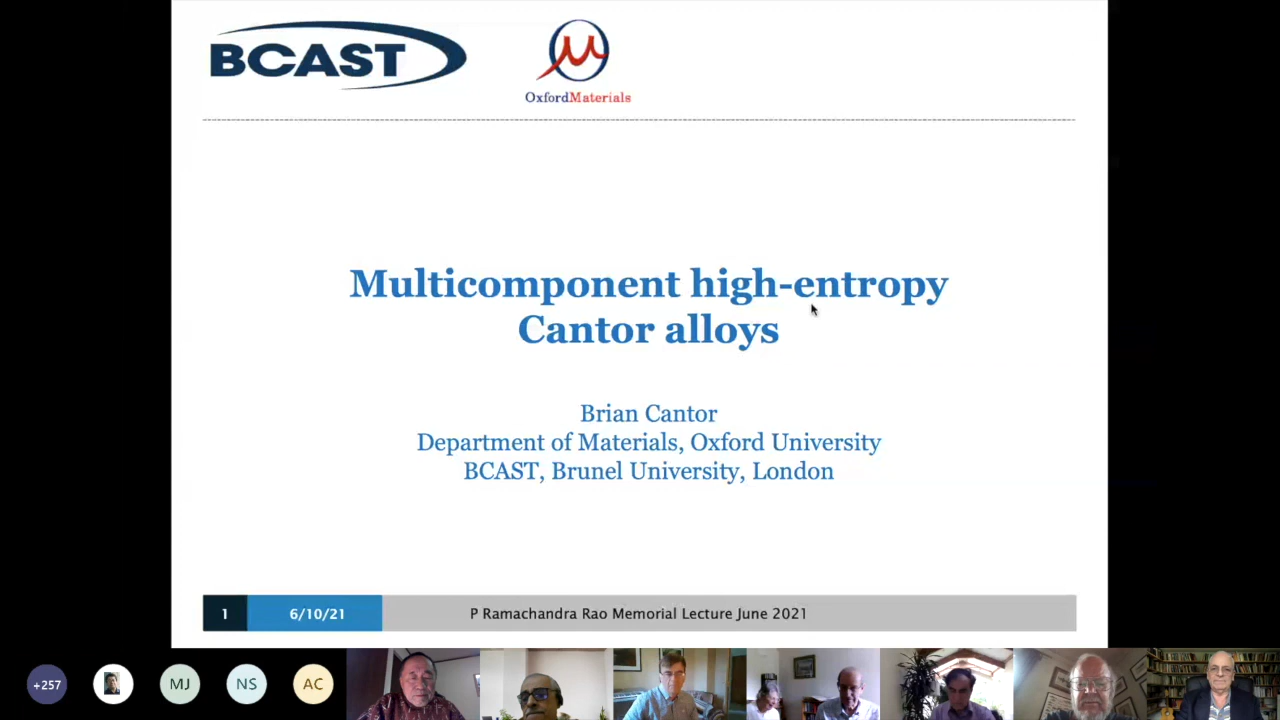 BCAST
OxfordMaterials
Multicomponent high-entropy
Cantor alloys
Brian Cantor
Department of Materials, Oxford University
BCAST, Brunel University, London
1
6/10/21
P Ramachandra Rao Memorial Lecture June 2021
+257
MJ
NS
AC